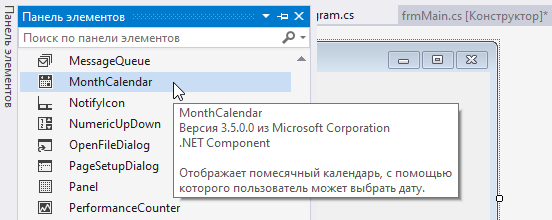 Панель элементов
Панель элементов
Поиск по панели элементов
MessageQueue
MonthCalendar
NotifyIcon
NumericUpDown
OpenFileDialog
PageSetupDialog
Panel
PerformanceCounter
gram.cs
frmMain.cs [Конструктор]*
MonthCalendar
Версия 3.5.0.0 из Microsoft Corporation
.NET Component
Отображает помесячный календарь, с помощью
которого пользователь может выбрать дату.